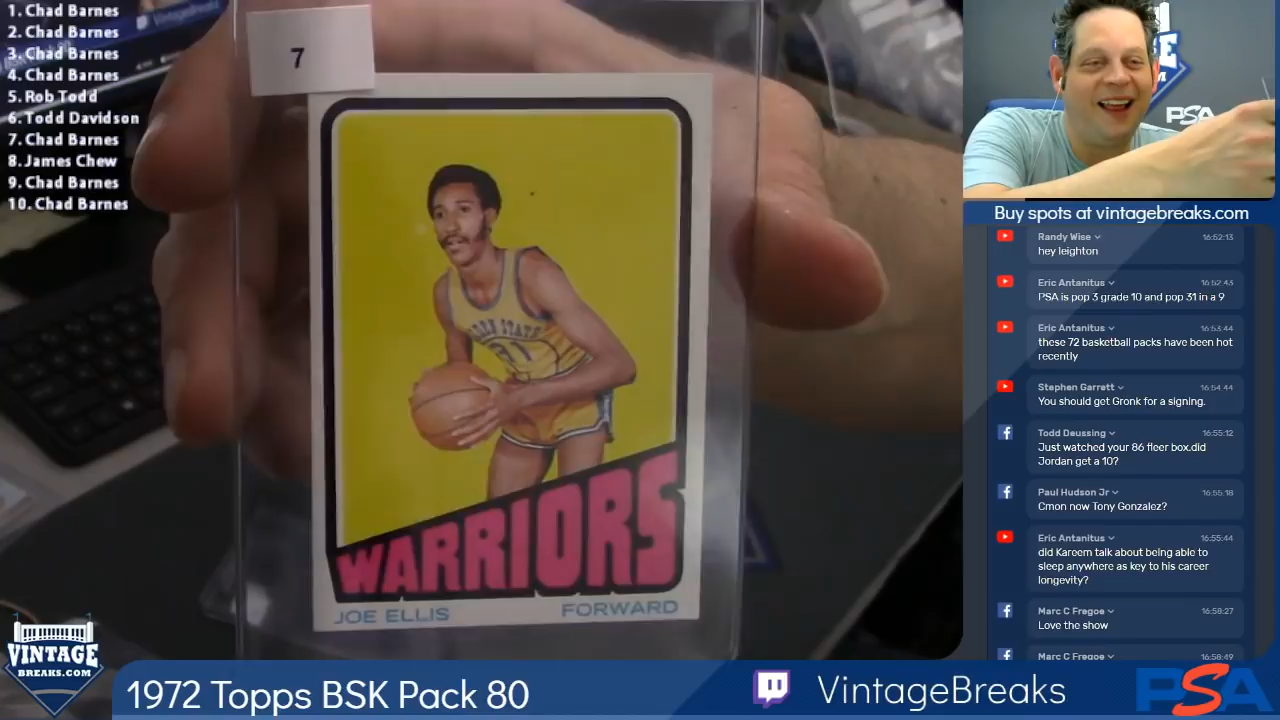 1. Chad Barnes
2. Chad Barnes
3. Chad Barnes
4. Chad Barnes
5. Rob Todd
6. Todd Davidson
7. Chad Barnes
8. James Chew
9. Chad Barnes
10. Chad Barnes
7
WARRIORS
JOE ELLIS FORWARD
PSA
Buy spots at vintagebreaks.com
Randy Wise 16:52:13
hey leighton
Eric Antanitus 16:52:43
PSA is pop 3 grade 10 and pop 31 in a 9
Eric Antanitus 16:53:44
these 72 basketball packs have been hot
recently
Stephen Garrett 16:54:44
You should get Gronk for a signing.
Todd Deussing 16:55:12
Just watched your 86 fleer box.did
Jordan get a 10?
Paul Hudson Jr 16:55:18
Cmon now Tony Gonzalez?
Eric Antanitus 16:55:44
did Kareem talk about being able to
sleep anywhere as key to his career
longevity?
Marc C Fregoe 16:58:27
Love the show
Marc C Fregoe 16:58:49
VINTAGE
BREAKS.COM
1972 Topps BSK Pack 80
VintageBreaks
PSA